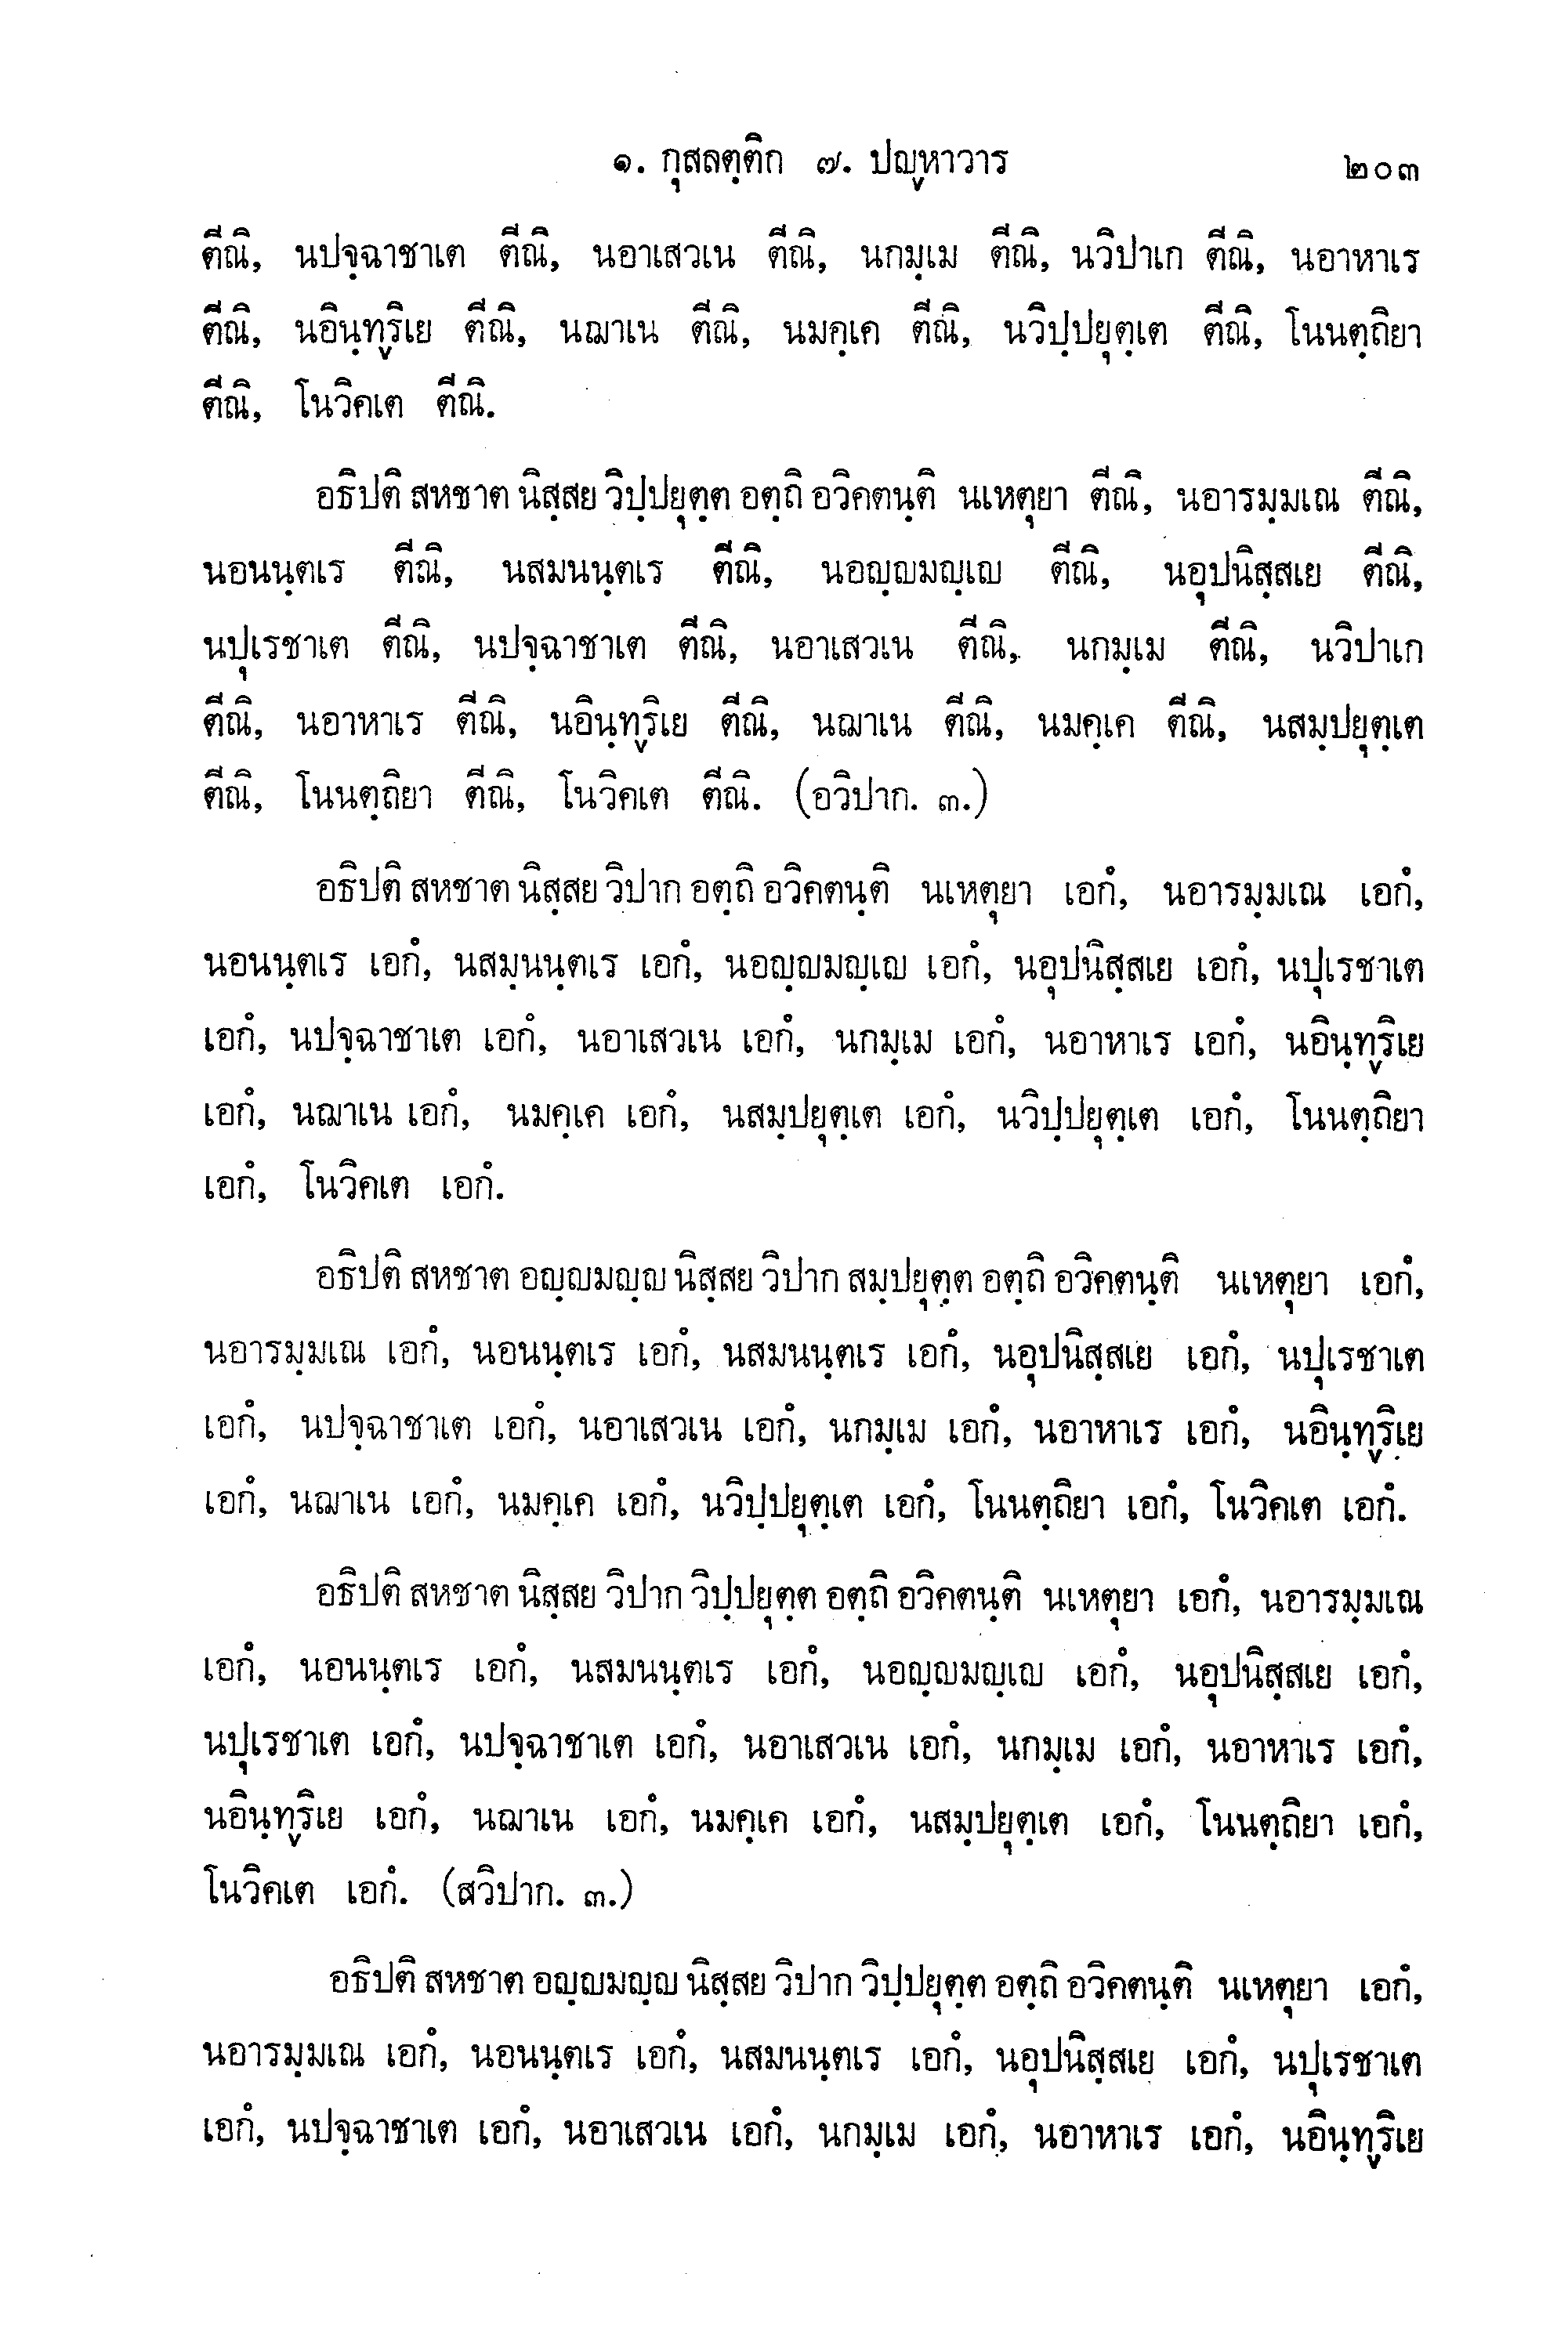 ๑. กุสลตฺติก ๗. ปญฺหาวาร ๒๐๓
ตีณิ, นปจฺฉาชาเต ตีณิ, นอาเสวเน ตีณิ, นกมฺเม ตีณิ, นวิปาเก ตีณิ, นอาหาเร
ตีณิ, นอินฺทฺริเย ตีณิ, นฌาเน ตีณิ, นมคฺเค ตีณิ, นวิปฺปยุตฺเต ตีณิ, โนนตฺถิยา
ตีณิ, โนวิคเต ตีณิ.
อธิปติ สหชาต นิสฺสย วิปฺปยุตฺต อตฺถิ อวิคตนฺติ นเหตุยา ตีณิ, นอารมฺมเณ ตีณิ,
นอนนฺตเร ตีณิ, นสมนนฺตเร ตีณิ, นอญฺญมญฺเญ ตีณิ, นอุปนิสฺสเย ตีณิ,
นปุเรชาเต ตีณิ, นปจฺฉาชาเต ตีณิ, นอาเสวเน ตีณิ, นกมฺเม ตีณิ, นวิปาเก
ตีณิ, นอาหาเร ตีณิ, นอินฺทฺริเย ตีณิ, นฌาเน ตีณิ, นมคฺเค ตีณิ, นสมฺปยุตฺเต
ตีณิ, โนนตฺถิยา ตีณิ, โนวิคเต ตีณิ. (อวิปาก. ๓.)
อธิปติ สหชาต นิสฺสย วิปาก อตฺถิ อวิคตนฺติ นเหตุยา เอกํ, นอารมฺมเณ เอกํ,
นอนนฺตเร เอกํ, นสมฺนนฺตเร เอกํ, นอญฺญมญฺเญ เอกํ, นอุปนิสฺสเย เอกํ, นปุเรชาเต
เอกํ, นปจฺฉาชาเต เอกํ, นอาเสวเน เอกํ, นกมฺเม เอกํ, นอาหาเร เอกํ, นอินฺทฺริเย
เอกํ, นฌาเน เอกํ, นมคฺเค เอกํ, นสมฺปยุตฺเต เอกํ, นวิปฺปยุตฺเต เอกํ, โนนตฺถิยา
เอกํ, โนวิคเต เอกํ.
อธิปติ สหชาต อญฺญมญฺญ นิสฺสย วิปาก สมฺปยุตฺต อตฺถิ อวิคตนฺติ นเหตุยา เอกํ,
นอารมฺมเณ เอกํ, นอนนฺตเร เอกํ, นสมนนฺตเร เอกํ, นอุปนิสฺสเย เอกํ, นปุเรชาเต
เอกํ, นปจฺฉาชาเต เอกํ, นอาเสวเน เอกํ, นกมฺเม เอกํ, นอาหาเร เอกํ, นอินฺทฺริเย
เอกํ, นฌาเน เอกํ, นมคฺเค เอกํ, นวิปฺปยุตฺเต เอกํ, โนนตฺถิยา เอกํ, โนวิคเต เอกํ.
อธิปติ สหชาต นิสฺสย วิปาก วิปฺปยุตฺต อตฺถิ อวิคตนฺติ นเหตุยา เอกํ, นอารมฺมเณ
เอกํ, นอนนฺตเร เอกํ, นสมนนฺตเร เอกํ, นอญฺญมญฺเญ เอกํ, นอุปนิสฺสเย เอกํ,
นปุเรชาเต เอกํ, นปจฺฉาชาเต เอกํ, นอาเสวเน เอกํ, นกมฺเม เอกํ, นอาหาเร เอกํ,
นอินฺทฺริเย เอกํ, นฌาเน เอกํ, นมคฺเค เอกํ, นสมฺปยุตฺเต เอกํ, โนนตฺถิยา เอกํ,
โนวิคเต เอกํ. (สวิปาก. ๓.)
อธิปติ สหชาต อญฺญมญฺญ นิสฺสย วิปาก วิปฺปยุตฺต อตฺถิ อวิคตนฺติ นเหตุยา เอกํ,
นอารมฺมเณ เอกํ, นอนนฺตเร เอกํ, นสมนนฺตเร เอกํ, นอุปนิสฺสเย เอกํ, นปุเรชาเต
เอกํ, นปจฺฉาชาเต เอกํ, นอาเสวเน เอกํ, นกมฺเม เอกํ, นอาหาเร เอกํ, นอินฺทฺริเย